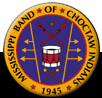 MISSISSIPPI BAND OF CHOCTAW INDIANS
1945